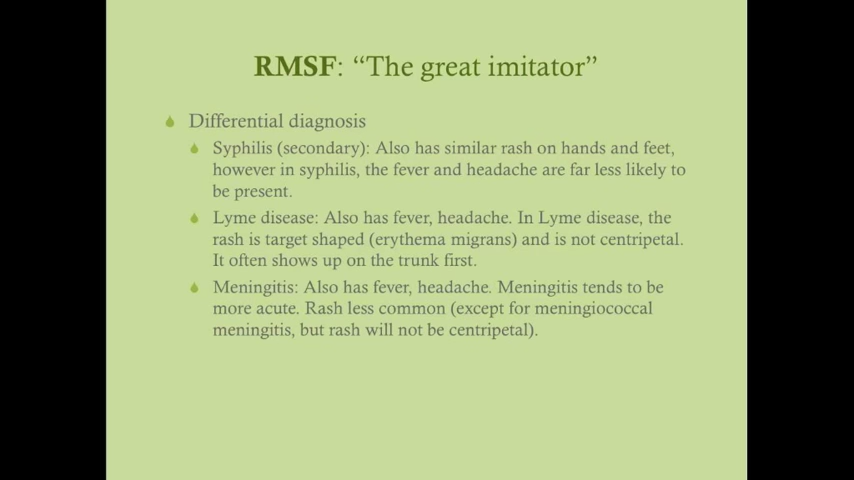 RMSF: “The great imitator”
Differential diagnosis
Syphilis (secondary): Also has similar rash on hands and feet,
however in syphilis, the fever and headache are far less likely to
be present.
Lyme disease: Also has fever, headache. In Lyme disease, the
rash is target shaped (erythema migrans) and is not centripetal.
It often shows up on the trunk first.
Meningitis: Also has fever, headache. Meningitis tends to be
more acute. Rash less common (except for meningiococcal
meningitis, but rash will not be centripetal).